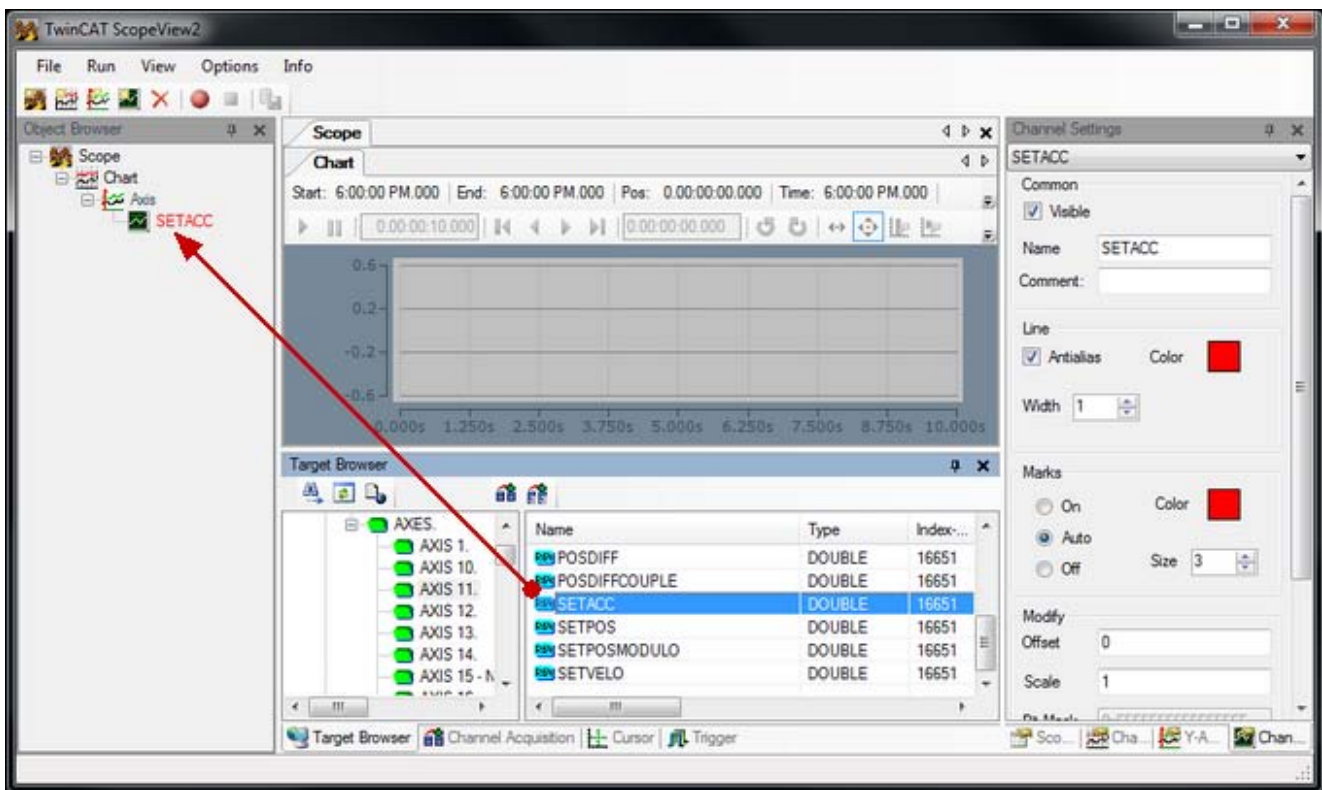 TwinCAT ScopeView2
File Run View Options Info
Object Browser
Scope
Chart
Axis
SETACC
Scope
Chart
Start: 6:00:00 PM.000 End: 6:00:00 PM.000 Pos: 0.00:00:00.000 Time: 6:00:00 PM.000
0.00:00:10.000 0:00:00:00.000
0.6
0.2
-0.2
-0.6
0.000s 1.250s 2.500s 3.750s 5.000s 6.250s 7.500s 8.750s 10.000s
Target Browser
AXES.
AXIS 1.
AXIS 10.
AXIS 11.
AXIS 12.
AXIS 13.
AXIS 14.
AXIS 15 - N
Name Type Index-...
POSDIFF DOUBLE 16651
POSDIFFCOUPLE DOUBLE 16651
SETACC DOUBLE 16651
SETPOS DOUBLE 16651
SETPOSMODULO DOUBLE 16651
SETVELO DOUBLE 16651
Target Browser Channel Acquisition Cursor Trigger
Channel Settings
SETACC
Common
Visible
Name SETACC
Comment:
Line
Antialias Color
Width 1
Marks
On Color
Auto
Off Size 3
Modify
Offset 0
Scale 1
Sco... Cha... Y-A... Chan...